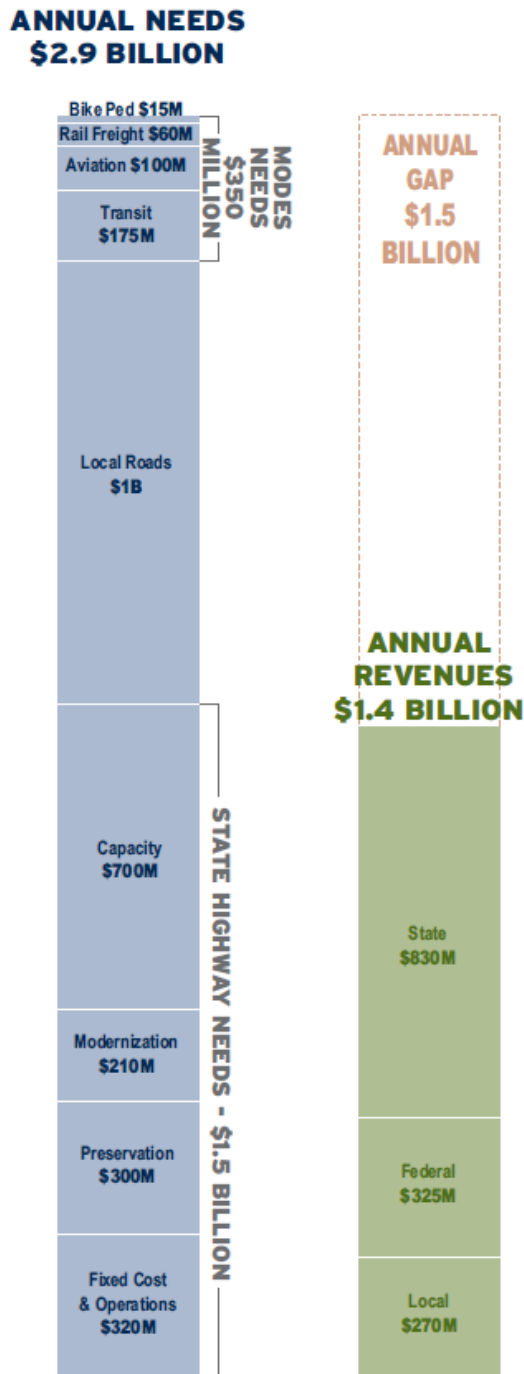 ANNUAL NEEDS
$2.9 BILLION
Bike Ped $15M
Rail Freight $60M
Aviation $100M
Transit
$175M
MODES
NEEDS
$350
MILLION
Local Roads
$1B
Capacity
$700M
Modernization
$210M
Preservation
$300M
Fixed Cost
& Operations
$320M
STATE HIGHWAY NEEDS - $1.5 BILLION
ANNUAL
GAP
$1.5
BILLION
ANNUAL
REVENUES
$1.4 BILLION
State
$830M
Federal
$325M
Local
$270M